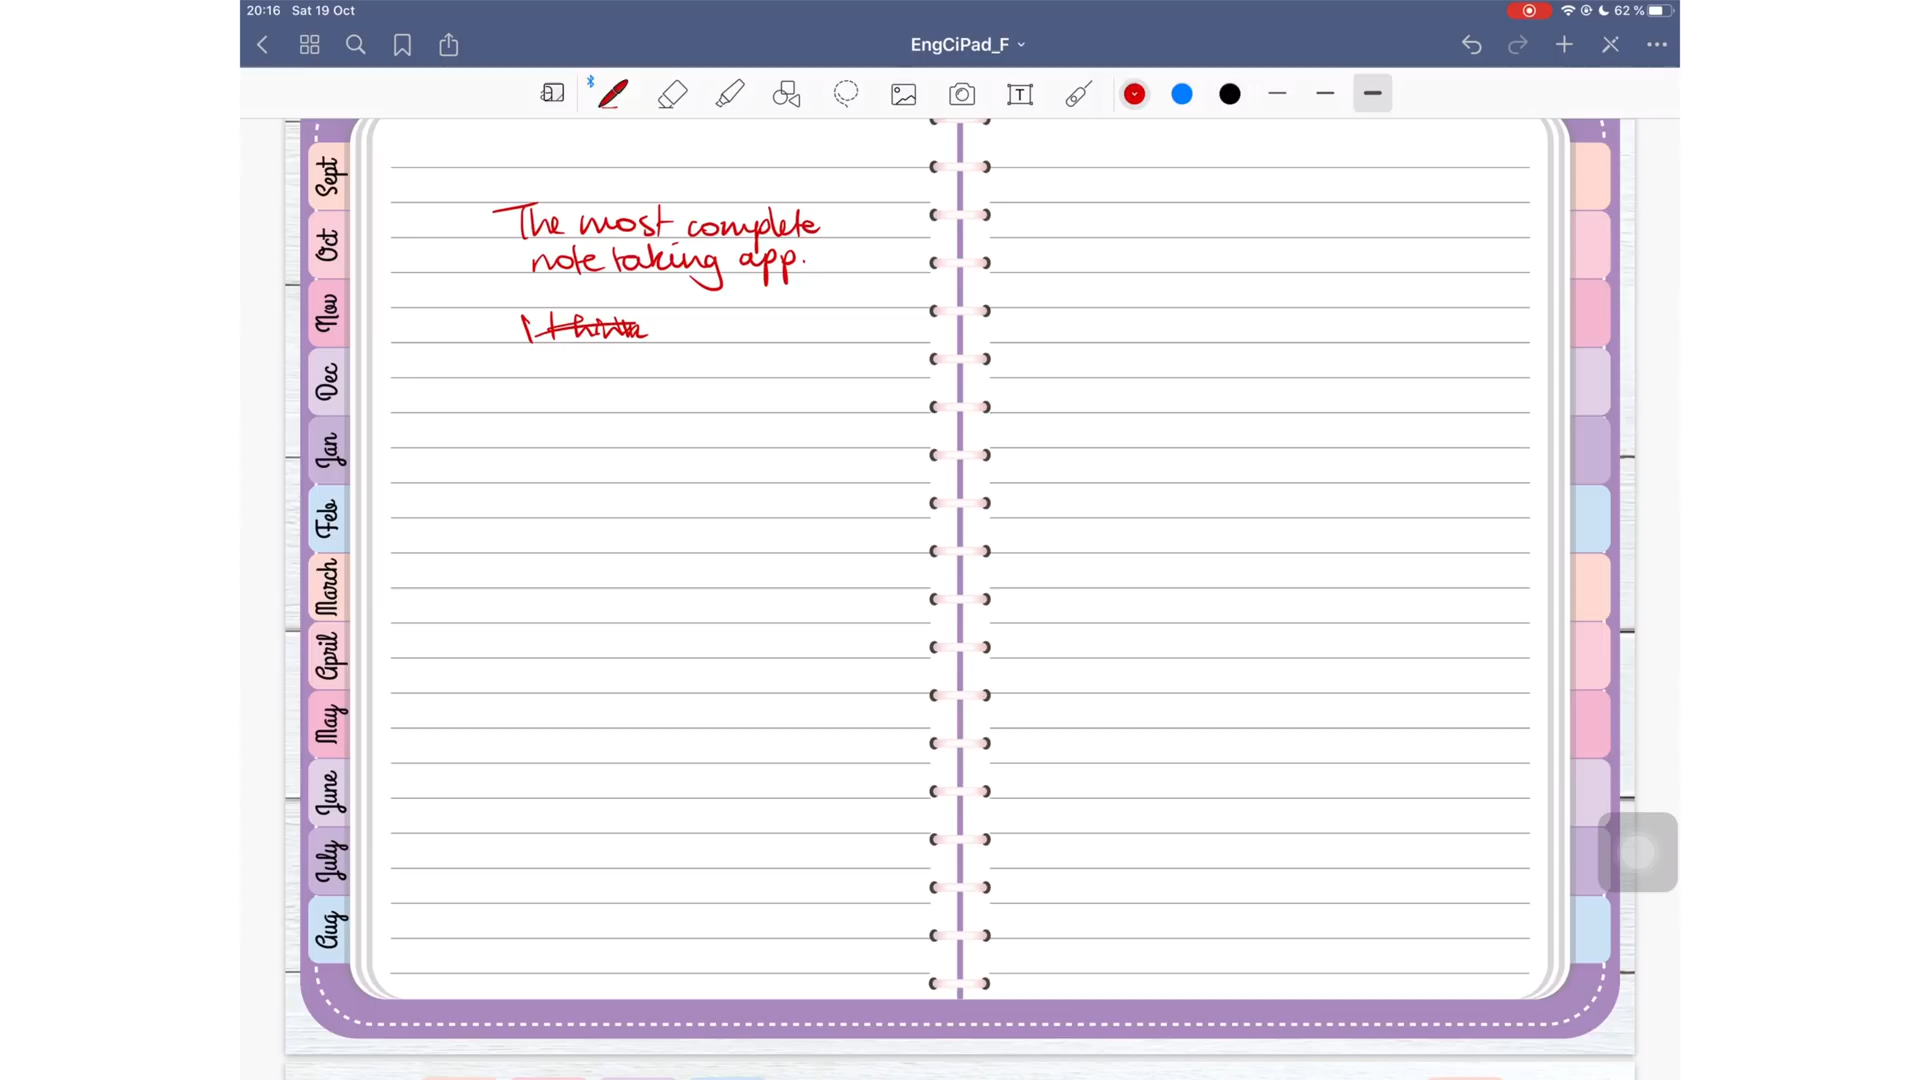 20:16 Sat 19 Oct 62 %
EngCiPad_F
T
The most complete
note taking app.
I think
Sept
Oct
Nov
Dec
Jan
Feb
March
April
May
June
July
Aug